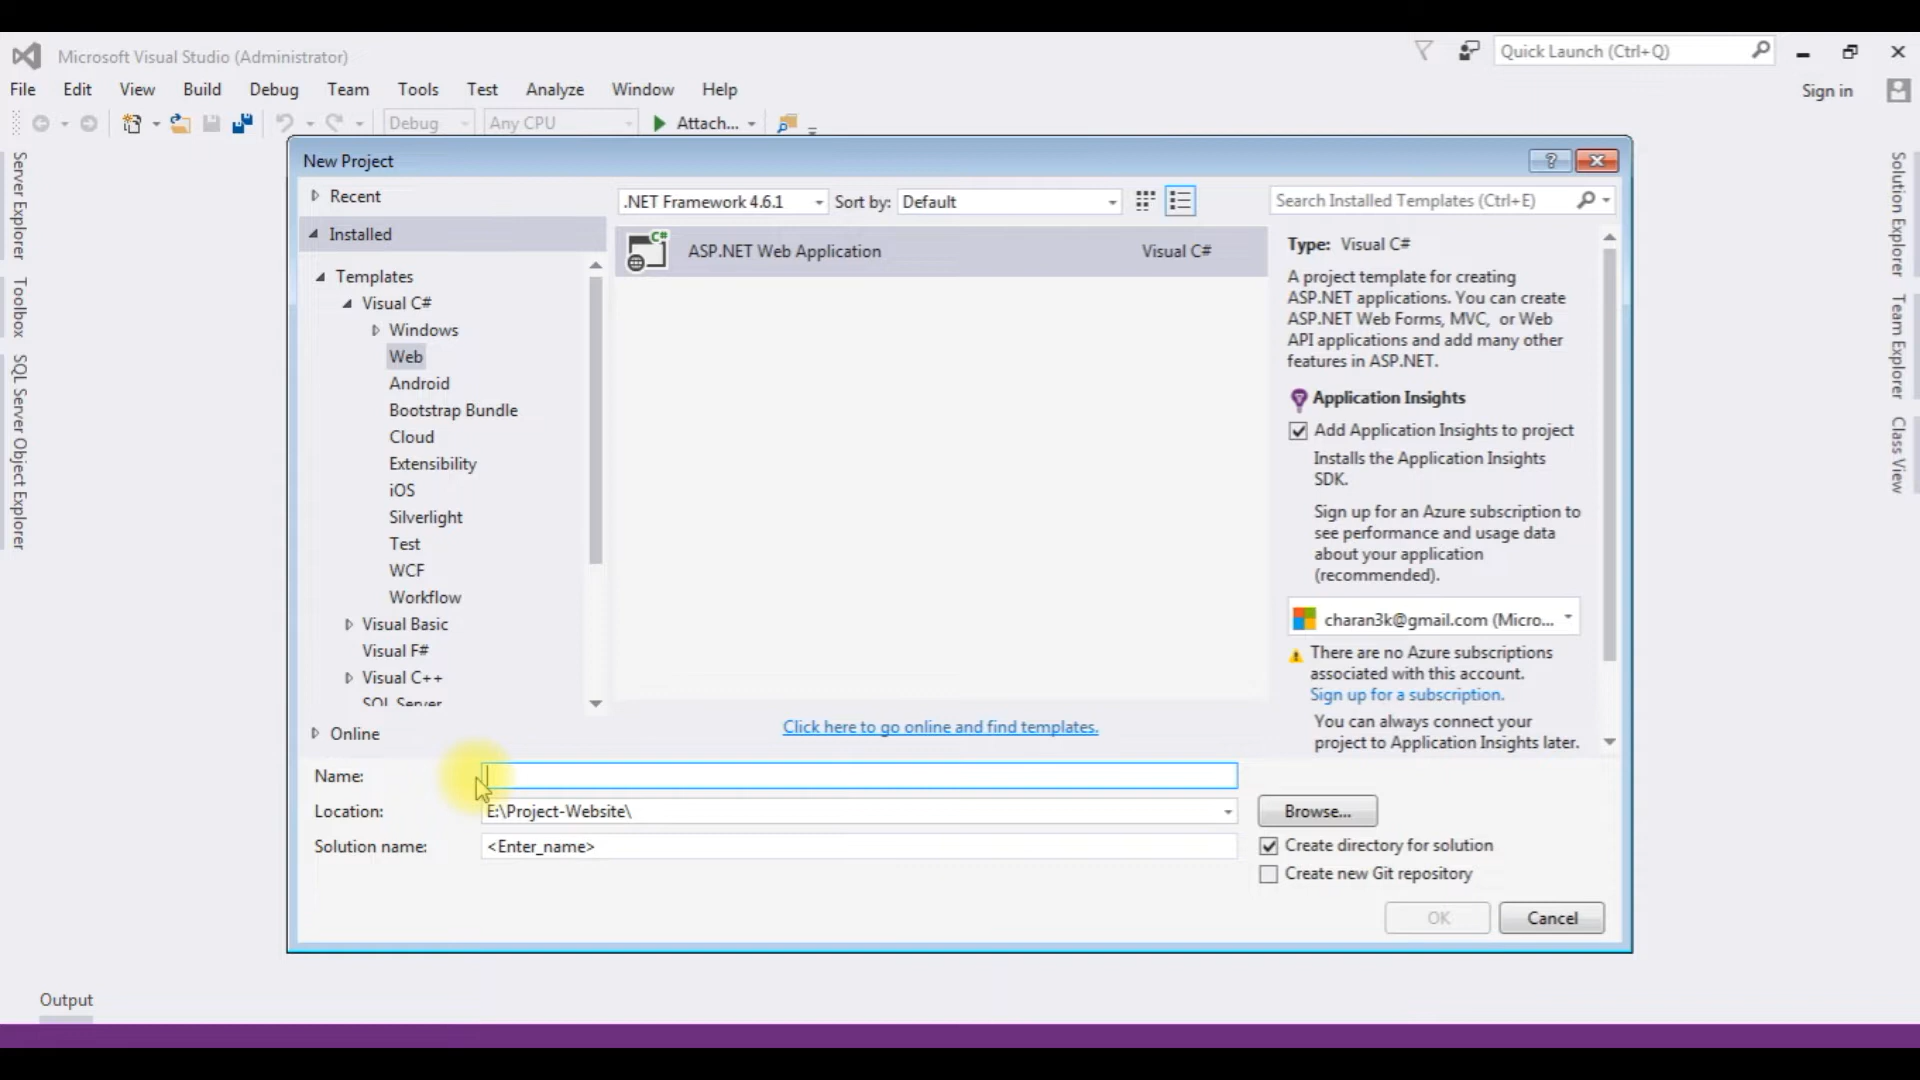 Microsoft Visual Studio (Administrator)
Quick Launch (Ctrl+Q)
File Edit View Build Debug Team Tools Test Analyze Window Help
Sign in
Debug Any CPU Attach...
Server Explorer
Toolbox
SQL Server Object Explorer
New Project
?
Recent
Installed
Templates
Visual C#
Windows
Web
Android
Bootstrap Bundle
Cloud
Extensibility
iOS
Silverlight
Test
WCF
Workflow
Visual Basic
Visual F#
Visual C++
SQL Server
Online
.NET Framework 4.6.1 Sort by: Default
C# ASP.NET Web Application Visual C#
Click here to go online and find templates.
Search Installed Templates (Ctrl+E)
Type: Visual C#
A project template for creating
ASP.NET applications. You can create
ASP.NET Web Forms, MVC, or Web
API applications and add many other
features in ASP.NET.
Application Insights
Add Application Insights to project
Installs the Application Insights
SDK.
Sign up for an Azure subscription to
see performance and usage data
about your application
(recommended).
charan3k@gmail.com (Micro...
There are no Azure subscriptions
associated with this account.
Sign up for a subscription.
You can always connect your
project to Application Insights later.
Name:
Location: E:\Project-Website\ Browse...
Solution name: <Enter_name>
Create directory for solution
Create new Git repository
OK Cancel
Solution Explorer
Team Explorer
Class View
Output